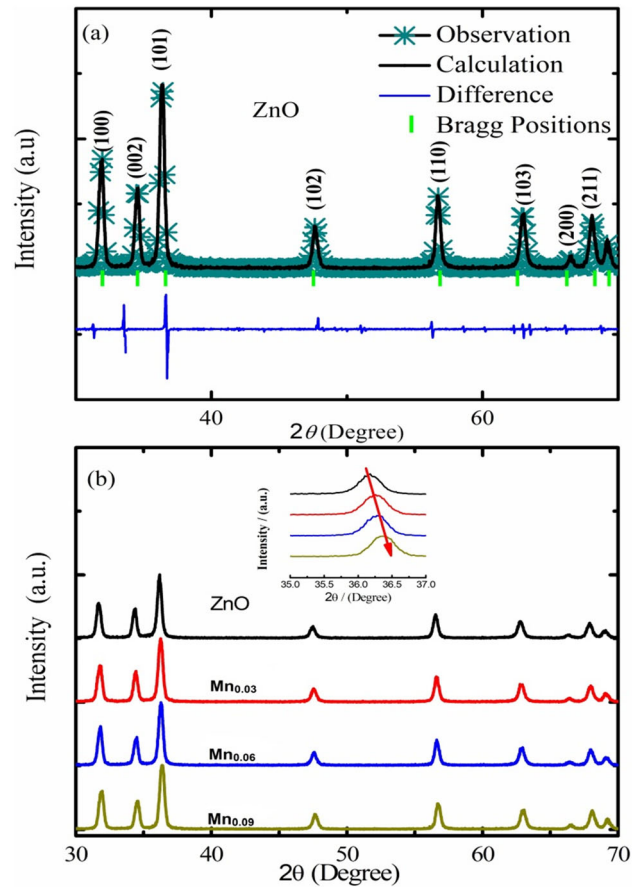 (a)
Observation
Calculation
Difference
Bragg Positions
ZnO
(100)
(002)
(101)
(102)
(110)
(103)
(200)
(211)
Intensity (a.u)
40
60
2θ (Degree)
(b)
Intensity / (a.u.)
35.0 35.5 36.0 36.5 37.0
2θ / (Degree)
ZnO
Mn0.03
Mn0.06
Mn0.09
Intensity (a.u.)
30 40 50 60 70
2θ (Degree)